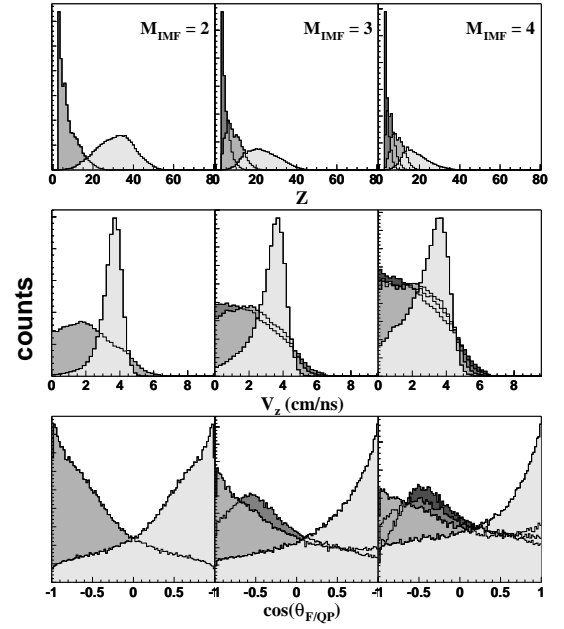 M_IMF = 2
M_IMF = 3
M_IMF = 4
0 20 40 60 80 0 20 40 60 80 0 20 40 60 80
Z
counts
0 2 4 6 8 0 2 4 6 8 0 2 4 6 8
V_z (cm/ns)
-1 -0.5 0 0.5 -1 -0.5 0 0.5 -1 -0.5 0 0.5 1
cos(θ_F/QP)